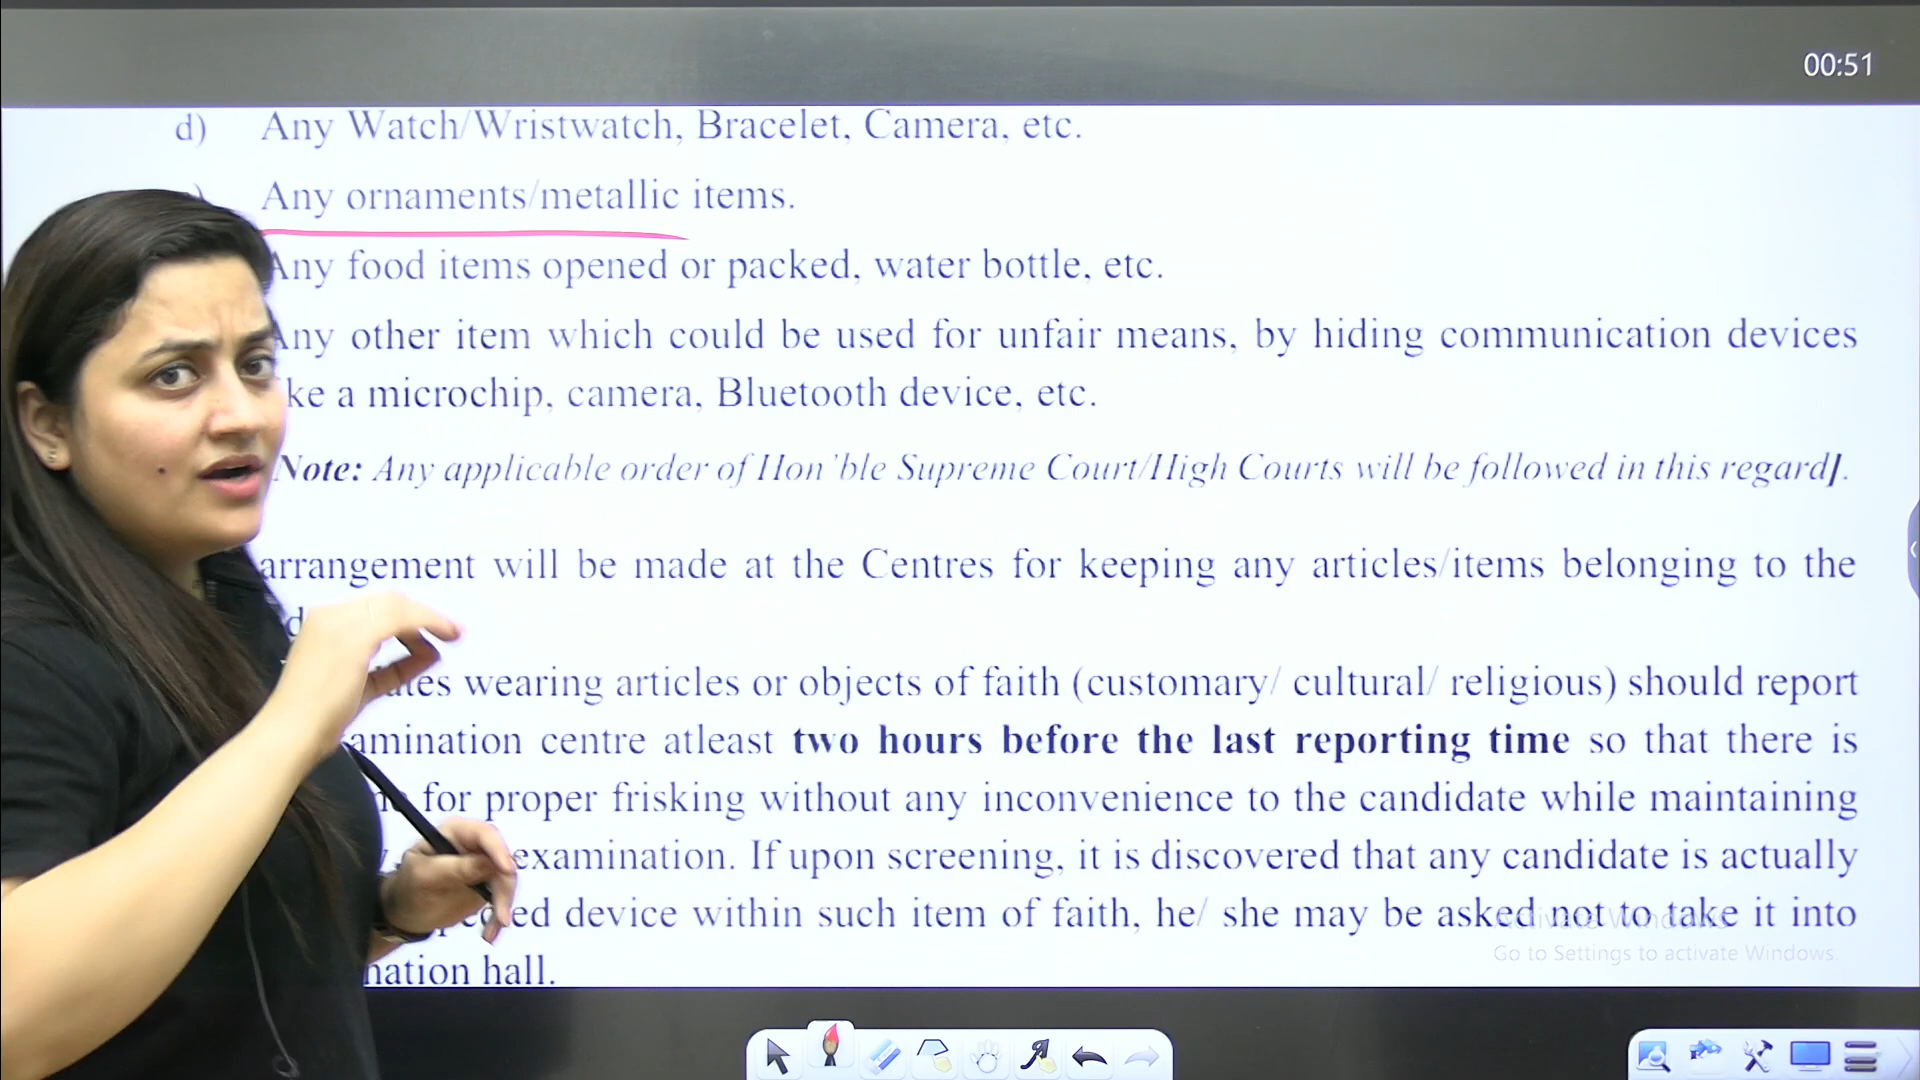 00:51
d) Any Watch/Wristwatch, Bracelet, Camera, etc.
Any ornaments/metallic items.
Any food items opened or packed, water bottle, etc.
Any other item which could be used for unfair means, by hiding communication devices
ke a microchip, camera, Bluetooth device, etc.
Note: Any applicable order of Hon'ble Supreme Court/High Courts will be followed in this regard].
arrangement will be made at the Centres for keeping any articles/items belonging to the
wearing articles or objects of faith (customary/ cultural/ religious) should report
amination centre atleast two hours before the last reporting time so that there is
for proper frisking without any inconvenience to the candidate while maintaining
examination. If upon screening, it is discovered that any candidate is actually
device within such item of faith, he/ she may be asked not to take it into
nation hall.
Activate Windows
Go to Settings to activate Windows.